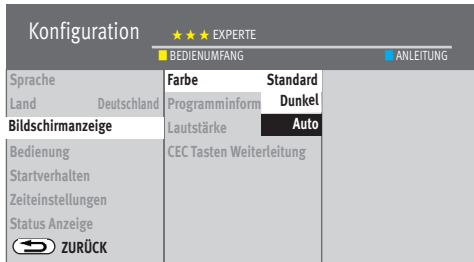 Konfiguration
★ ★ ★ EXPERTE
BEDIENUMFANG
ANLEITUNG
Sprache
Land Deutschland
Bildschirmanzeige
Bedienung
Startverhalten
Zeiteinstellungen
Status Anzeige
ZURÜCK
Farbe Standard
Programminform Dunkel
Lautstärke Auto
CEC Tasten Weiterleitung